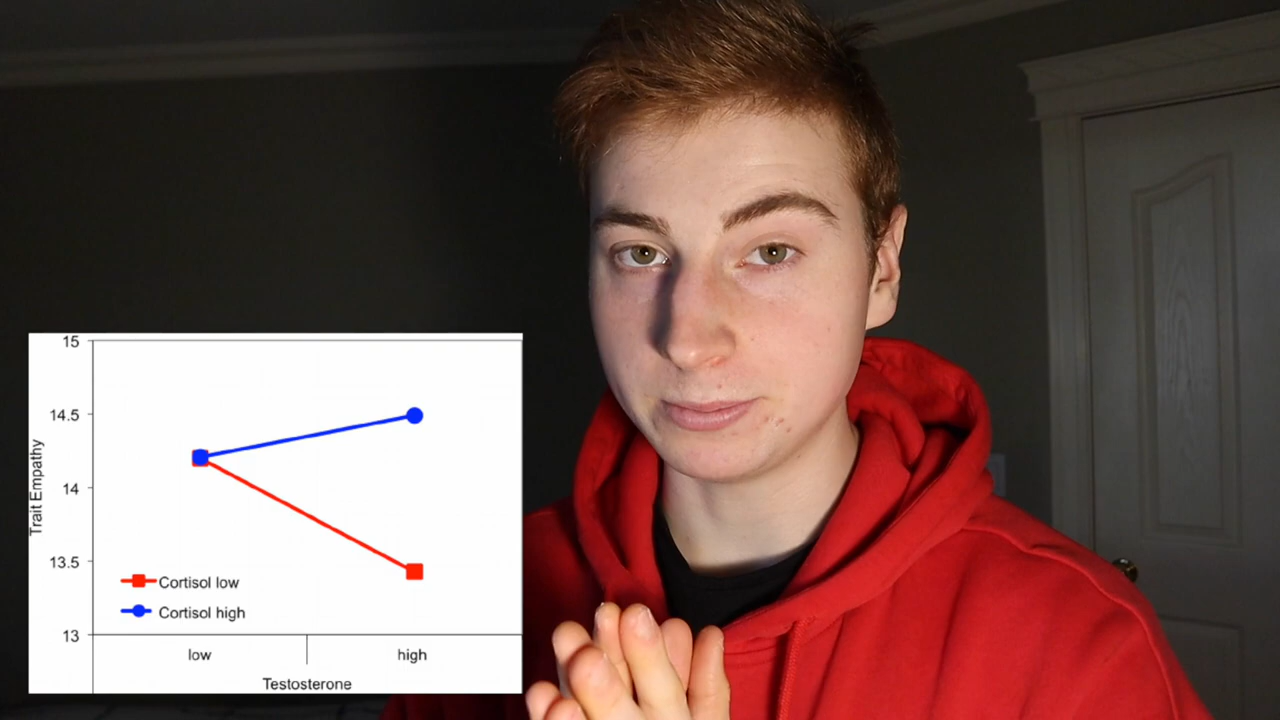 15
14.5
14
13.5
13
Trait Empathy
Cortisol low
Cortisol high
low high
Testosterone